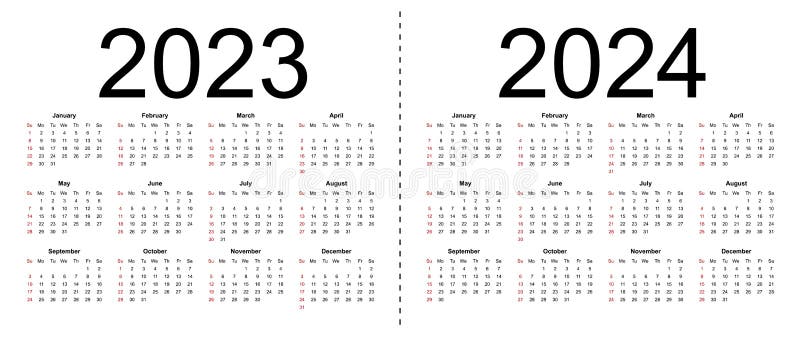 2023
January
Su Mo Tu We Th Fr Sa
1 2 3 4 5 6 7
8 9 10 11 12 13 14
15 16 17 18 19 20 21
22 23 24 25 26 27 28
29 30 31
February
Su Mo Tu We Th Fr Sa
1 2 3 4
5 6 7 8 9 10 11
12 13 14 15 16 17 18
19 20 21 22 23 24 25
26 27 28
March
Su Mo Tu We Th Fr Sa
1 2 3 4
5 6 7 8 9 10 11
12 13 14 15 16 17 18
19 20 21 22 23 24 25
26 27 28 29 30 31
April
Su Mo Tu We Th Fr Sa
1
2 3 4 5 6 7 8
9 10 11 12 13 14 15
16 17 18 19 20 21 22
23 24 25 26 27 28 29
30
May
Su Mo Tu We Th Fr Sa
1 2 3 4 5 6
7 8 9 10 11 12 13
14 15 16 17 18 19 20
21 22 23 24 25 26 27
28 29 30 31
June
Su Mo Tu We Th Fr Sa
1 2 3
4 5 6 7 8 9 10
11 12 13 14 15 16 17
18 19 20 21 22 23 24
25 26 27 28 29 30
July
Su Mo Tu We Th Fr Sa
1
2 3 4 5 6 7 8
9 10 11 12 13 14 15
16 17 18 19 20 21 22
23 24 25 26 27 28 29
30 31
August
Su Mo Tu We Th Fr Sa
1 2 3 4 5
6 7 8 9 10 11 12
13 14 15 16 17 18 19
20 21 22 23 24 25 26
27 28 29 30 31
September
Su Mo Tu We Th Fr Sa
1 2
3 4 5 6 7 8 9
10 11 12 13 14 15 16
17 18 19 20 21 22 23
24 25 26 27 28 29 30
October
Su Mo Tu We Th Fr Sa
1 2 3 4 5 6 7
8 9 10 11 12 13 14
15 16 17 18 19 20 21
22 23 24 25 26 27 28
29 30 31
November
Su Mo Tu We Th Fr Sa
1 2 3 4
5 6 7 8 9 10 11
12 13 14 15 16 17 18
19 20 21 22 23 24 25
26 27 28 29 30
December
Su Mo Tu We Th Fr Sa
1 2
3 4 5 6 7 8 9
10 11 12 13 14 15 16
17 18 19 20 21 22 23
24 25 26 27 28 29 30
31
2024
January
Su Mo Tu We Th Fr Sa
1 2 3 4 5 6
7 8 9 10 11 12 13
14 15 16 17 18 19 20
21 22 23 24 25 26 27
28 29 30 31
February
Su Mo Tu We Th Fr Sa
1 2 3
4 5 6 7 8 9 10
11 12 13 14 15 16 17
18 19 20 21 22 23 24
25 26 27 28 29
March
Su Mo Tu We Th Fr Sa
1 2
3 4 5 6 7 8 9
10 11 12 13 14 15 16
17 18 19 20 21 22 23
24 25 26 27 28 29 30
31
April
Su Mo Tu We Th Fr Sa
1 2 3 4 5 6
7 8 9 10 11 12 13
14 15 16 17 18 19 20
21 22 23 24 25 26 27
28 29 30
May
Su Mo Tu We Th Fr Sa
1 2 3 4
5 6 7 8 9 10 11
12 13 14 15 16 17 18
19 20 21 22 23 24 25
26 27 28 29 30 31
June
Su Mo Tu We Th Fr Sa
1
2 3 4 5 6 7 8
9 10 11 12 13 14 15
16 17 18 19 20 21 22
23 24 25 26 27 28 29
30
July
Su Mo Tu We Th Fr Sa
1 2 3 4 5 6
7 8 9 10 11 12 13
14 15 16 17 18 19 20
21 22 23 24 25 26 27
28 29 30 31
August
Su Mo Tu We Th Fr Sa
1 2 3
4 5 6 7 8 9 10
11 12 13 14 15 16 17
18 19 20 21 22 23 24
25 26 27 28 29 30 31
September
Su Mo Tu We Th Fr Sa
1 2 3 4 5 6 7
8 9 10 11 12 13 14
15 16 17 18 19 20 21
22 23 24 25 26 27 28
29 30
October
Su Mo Tu We Th Fr Sa
1 2 3 4 5
6 7 8 9 10 11 12
13 14 15 16 17 18 19
20 21 22 23 24 25 26
27 28 29 30 31
November
Su Mo Tu We Th Fr Sa
1 2
3 4 5 6 7 8 9
10 11 12 13 14 15 16
17 18 19 20 21 22 23
24 25 26 27 28 29 30
December
Su Mo Tu We Th Fr Sa
1 2 3 4 5 6 7
8 9 10 11 12 13 14
15 16 17 18 19 20 21
22 23 24 25 26 27 28
29 30 31